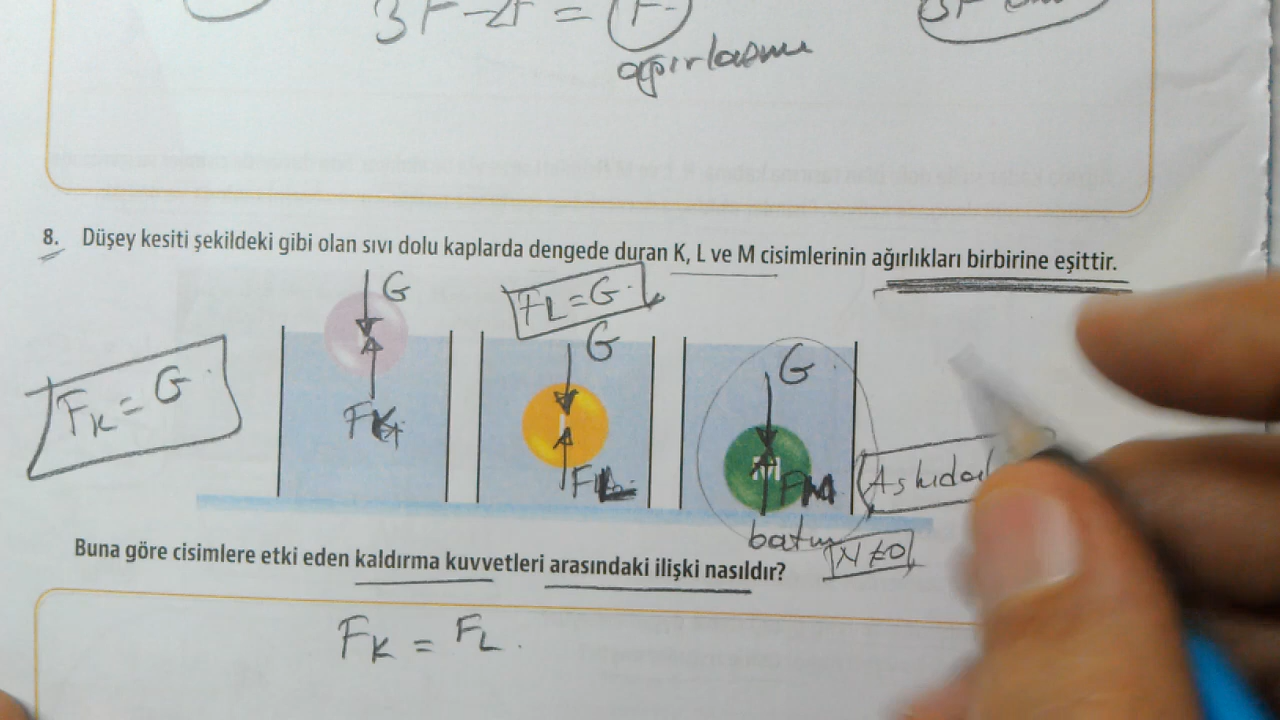 3F - 2F = F
ağırlaşma
8. Düşey kesiti şekildeki gibi olan sıvı dolu kaplarda dengede duran K, L ve M cisimlerinin ağırlıkları birbirine eşittir.
G
FL = G
G
G
FK = G
FK
FL
M
FM
Askıda
batmış
N ≠ 0
Buna göre cisimlere etki eden kaldırma kuvvetleri arasındaki ilişki nasıldır?
FK = FL